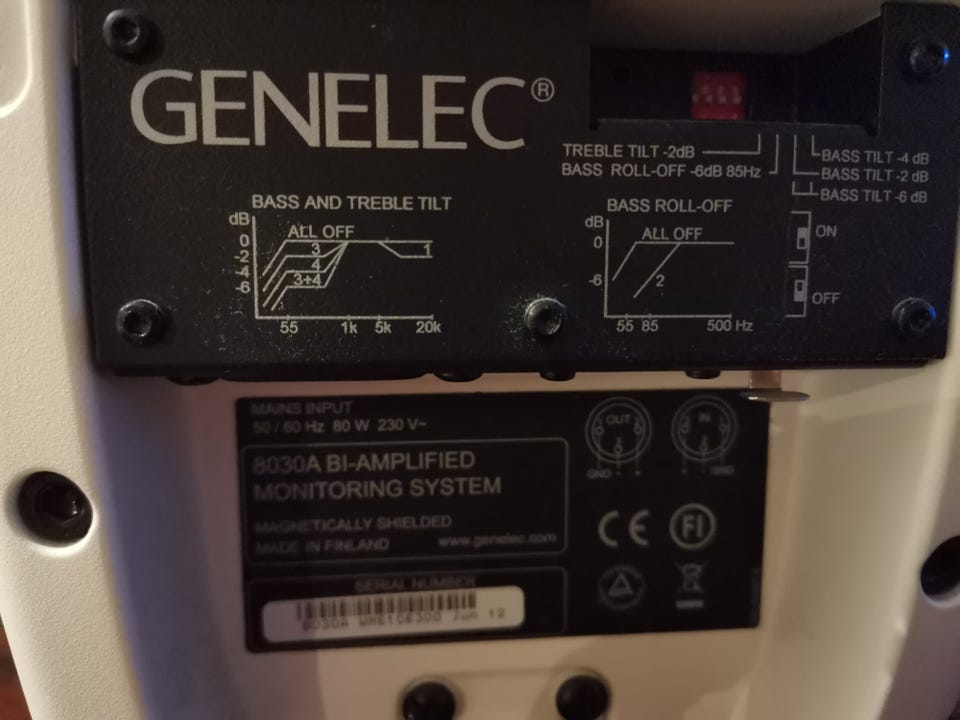 GENELEC®
TREBLE TILT -2dB
BASS ROLL-OFF -6dB 85Hz
BASS TILT -4 dB
BASS TILT -2 dB
BASS TILT -6 dB
BASS AND TREBLE TILT
dB
ALL OFF
0
-2
-4
-6
3
4
3+4
1
55 1k 5k 20k
BASS ROLL-OFF
dB
ALL OFF
0
-6
2
55 85 500 Hz
ON
OFF
MAINS INPUT
50 / 60 Hz 80 W 230 V~
8030A BI-AMPLIFIED
MONITORING SYSTEM
MAGNETICALLY SHIELDED
MADE IN FINLAND www.genelec.com
SERIAL NUMBER
8030A Jun 12
OUT
IN
GND - +
+ - GND
CE FI